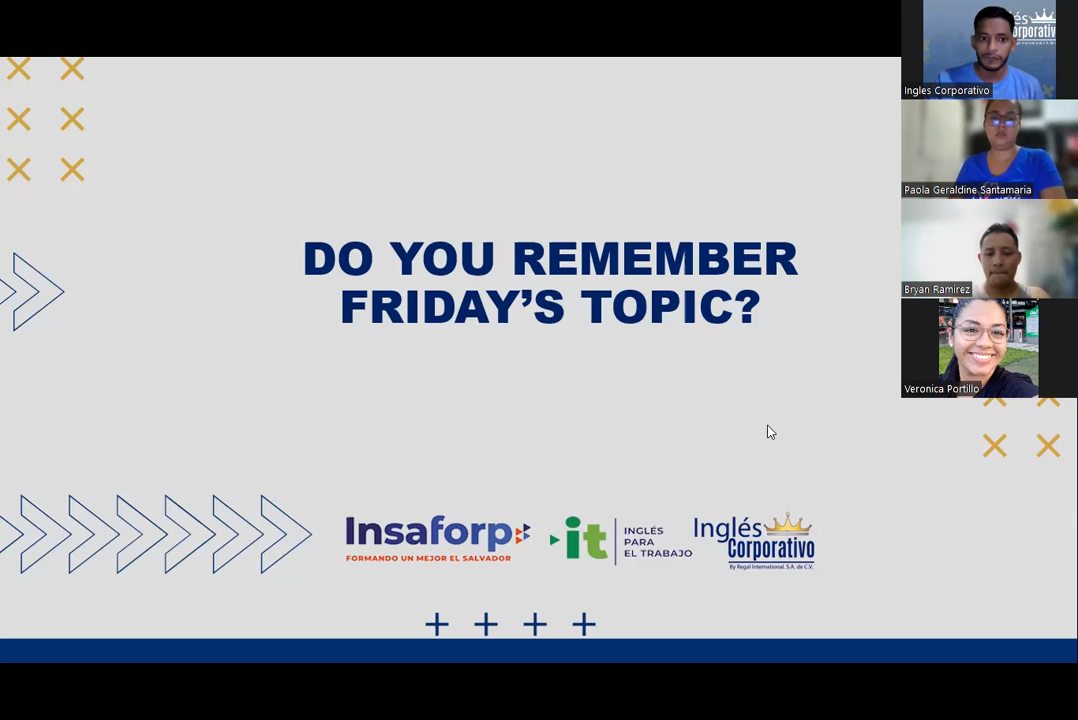 DO YOU REMEMBER
FRIDAY’S TOPIC?
Insaforp
FORMANDO UN MEJOR EL SALVADOR
it
INGLÉS
PARA
EL TRABAJO
Inglés
Corporativo
By Regal International, S.A. de C.V.
Ingles Corporativo
Paola Geraldine Santamaria
Bryan Ramirez
Veronica Portillo